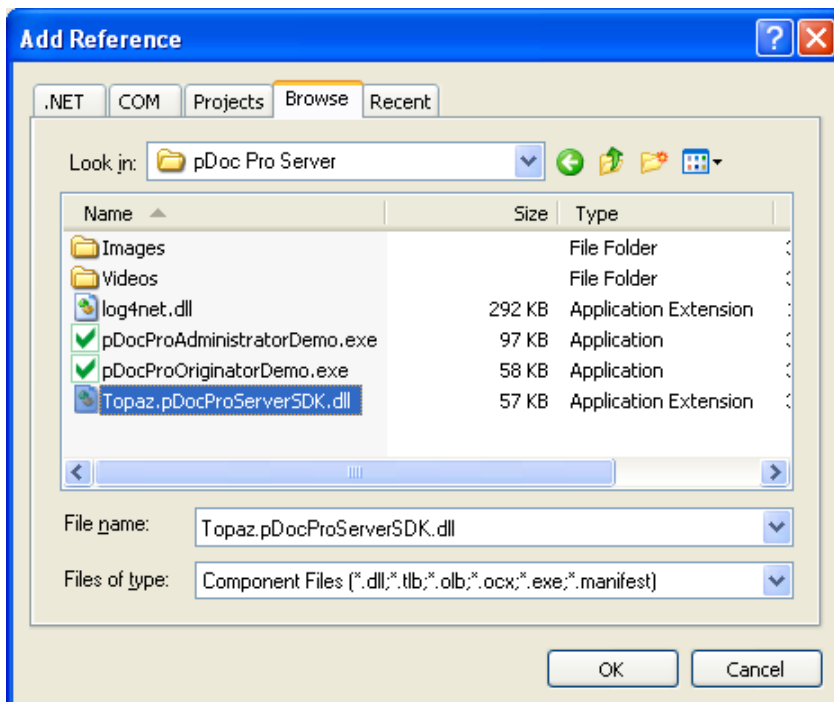 Add Reference
.NET COM Projects Browse Recent
Look in: pDoc Pro Server
Name Size Type
Images File Folder
Videos File Folder
log4net.dll 292 KB Application Extension
pDocProAdministratorDemo.exe 97 KB Application
pDocProOriginatorDemo.exe 58 KB Application
Topaz.pDocProServerSDK.dll 57 KB Application Extension
File name: Topaz.pDocProServerSDK.dll
Files of type: Component Files (*.dll;*.tlb;*.olb;*.ocx;*.exe;*.manifest)
OK Cancel